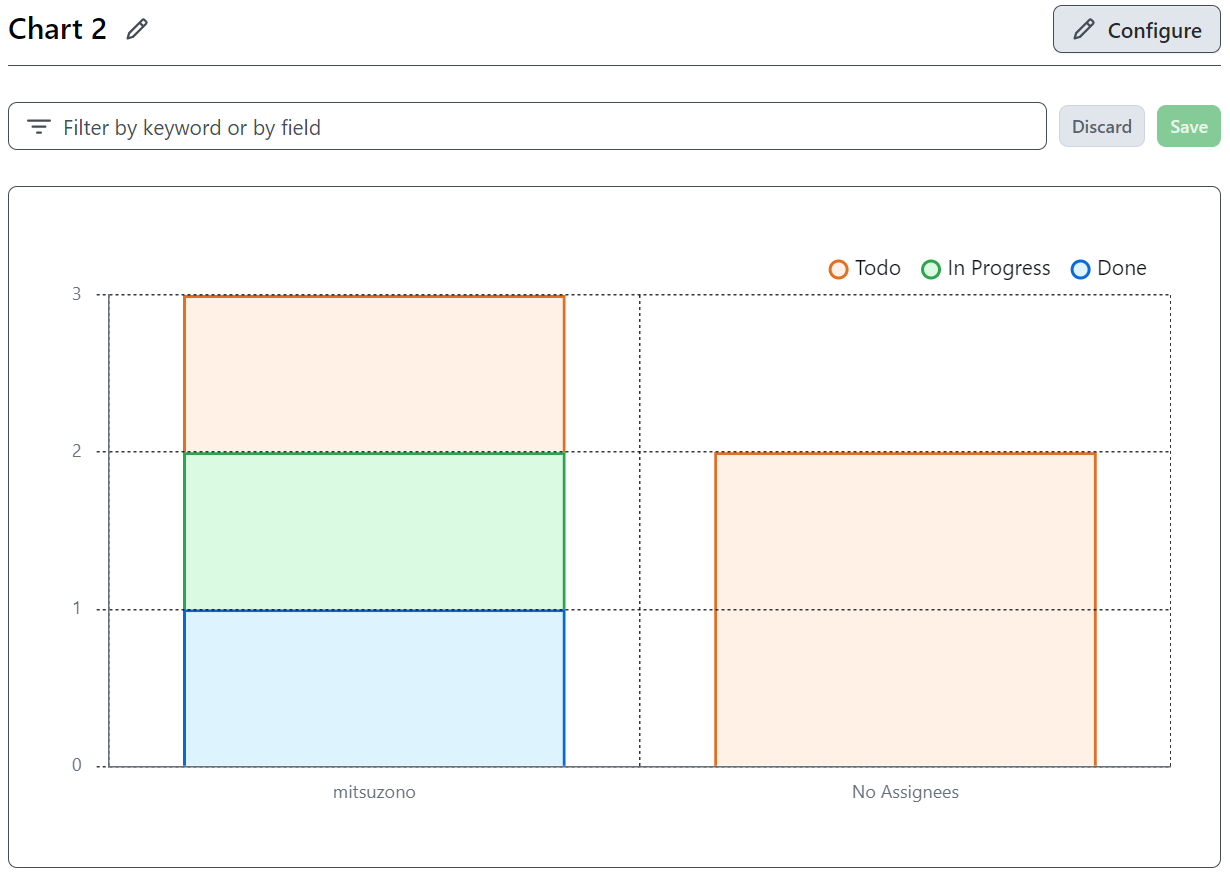 Chart 2
Configure
Filter by keyword or by field
Discard
Save
Todo In Progress Done
3
2
1
0
mitsuzono No Assignees